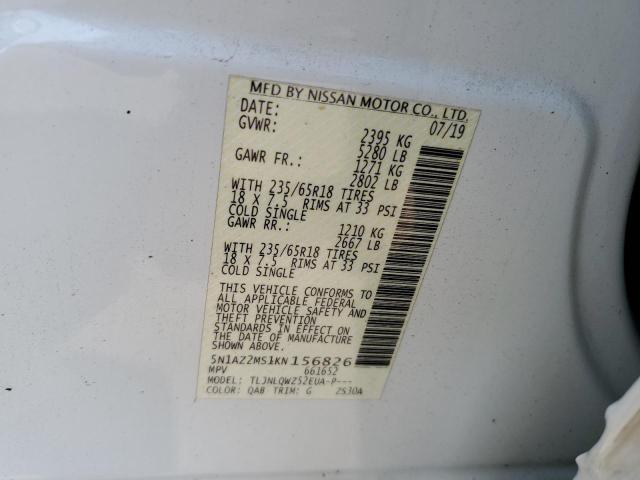 MFD BY NISSAN MOTOR CO., LTD.
DATE: 07/19
GVWR: 2395 KG
5280 LB
GAWR FR.: 1271 KG
2802 LB
WITH 235/65R18 TIRES
18 X 7.5 RIMS AT 33 PSI
COLD SINGLE
GAWR RR.: 1210 KG
2667 LB
WITH 235/65R18 TIRES
18 X 7.5 RIMS AT 33 PSI
COLD SINGLE
THIS VEHICLE CONFORMS TO
ALL APPLICABLE FEDERAL
MOTOR VEHICLE SAFETY AND
THEFT PREVENTION
STANDARDS IN EFFECT ON
THE DATE OF MANUFACTURE
SHOWN ABOVE.
5N1AZ2MS1KN156826
MPV 661652
MODEL: TLJNLQWZ52EUA-P---
COLOR: QAB TRIM: G ZS30A